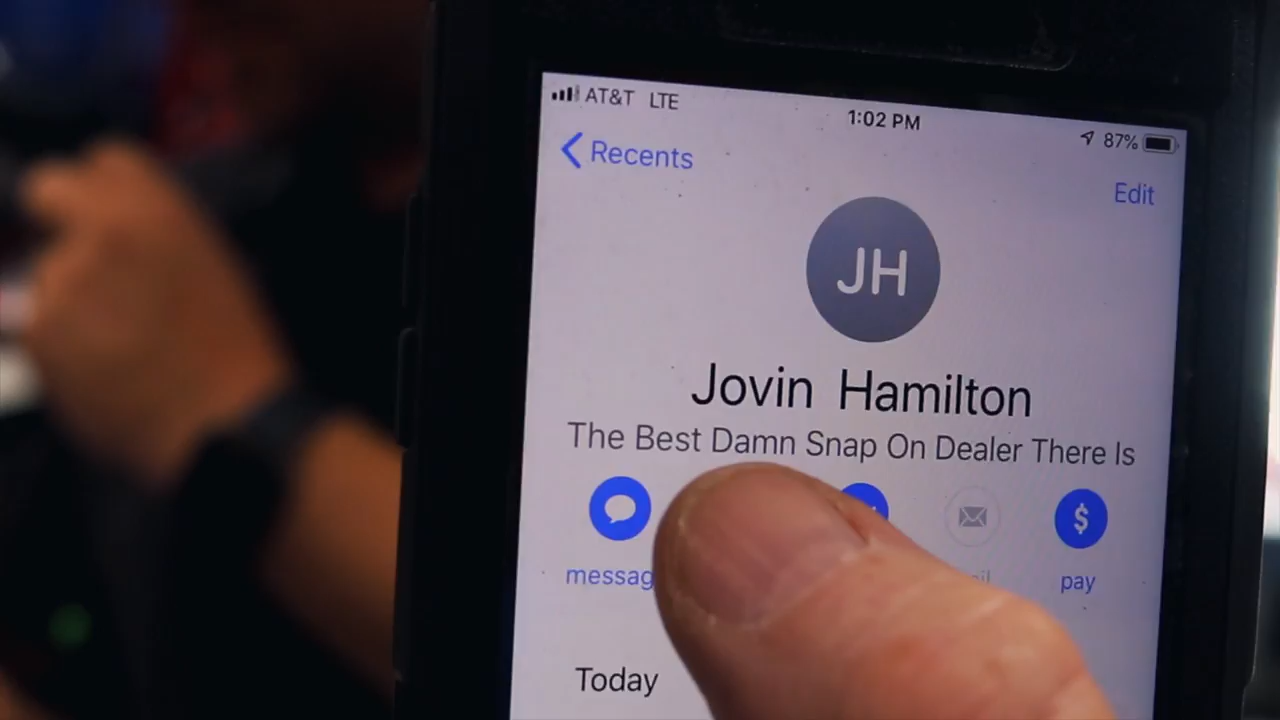 AT&T LTE 1:02 PM 87%
Recents
Edit
JH
Jovin Hamilton
The Best Damn Snap On Dealer There Is
$
messag pay
Today